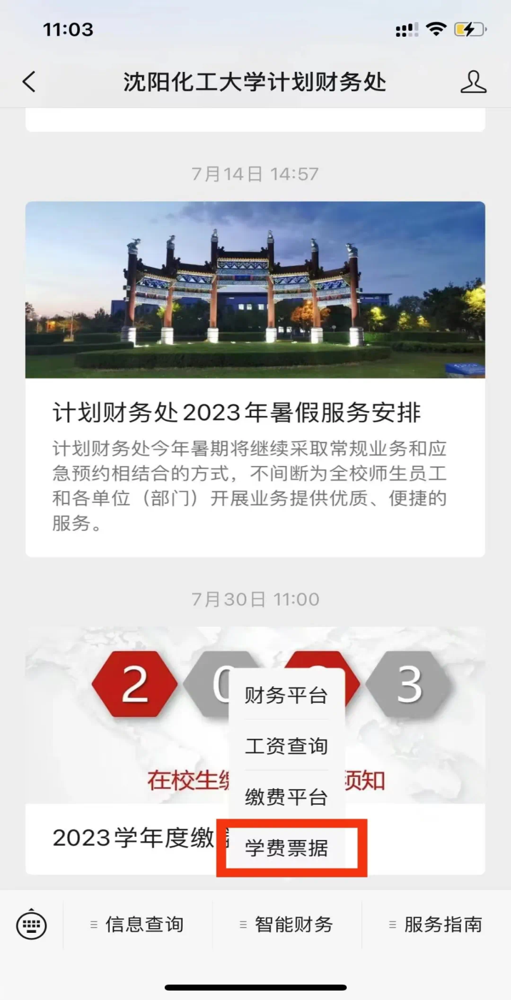 11:03
沈阳化工大学计划财务处
7月14日 14:57
计划财务处2023年暑假服务安排
计划财务处今年暑期将继续采取常规业务和应
急预约相结合的方式，不间断为全校师生员工
和各单位（部门）开展业务提供优质、便捷的
服务。
7月30日 11:00
2 0 3
财务平台
工资查询
在校生缴 须知
缴费平台
2023学年度缴
学费票据
信息查询
智能财务
服务指南